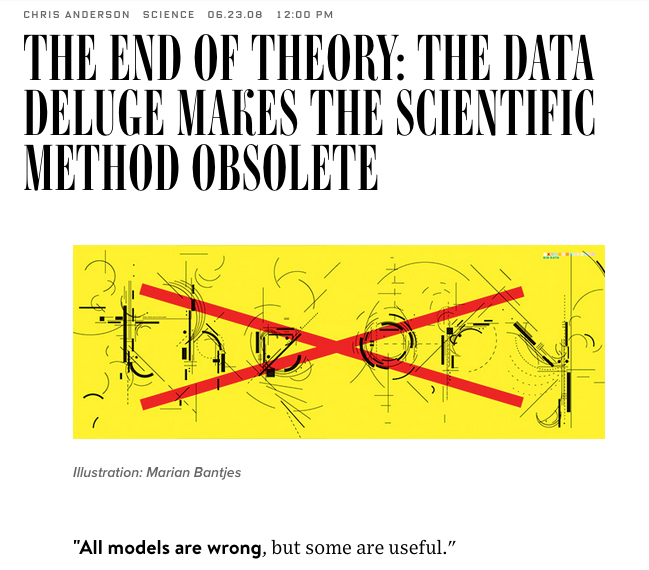 CHRIS ANDERSON SCIENCE 06.23.08 12:00 PM
THE END OF THEORY: THE DATA
DELUGE MAKES THE SCIENTIFIC
METHOD OBSOLETE
theory
Illustration: Marian Bantjes
"All models are wrong, but some are useful."